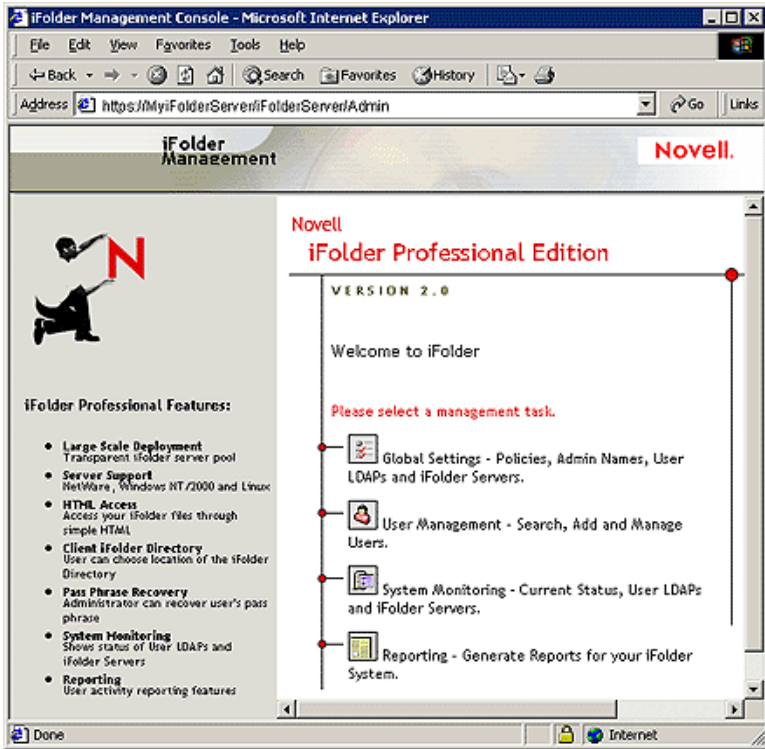 iFolder Management Console - Microsoft Internet Explorer
File Edit View Favorites Tools Help
Back Search Favorites History
Address https://MyiFolderServer/iFolderServer/Admin Go Links
iFolder
Management
Novell.
N
iFolder Professional Features:
Large Scale Deployment
Transparent iFolder server pool
Server Support
NetWare, Windows NT/2000 and Linux
HTML Access
Access your iFolder files through
simple HTML
Client iFolder Directory
User can choose location of the iFolder
Directory
Pass Phrase Recovery
Administrator can recover user's pass
phrase
System Monitoring
Shows status of User LDAPs and
iFolder Servers
Reporting
User activity reporting features
Novell
iFolder Professional Edition
VERSION 2.0
Welcome to iFolder
Please select a management task.
Global Settings - Policies, Admin Names, User
LDAPs and iFolder Servers.
User Management - Search, Add and Manage
Users.
System Monitoring - Current Status, User LDAPs
and iFolder Servers.
Reporting - Generate Reports for your iFolder
System.
Done Internet